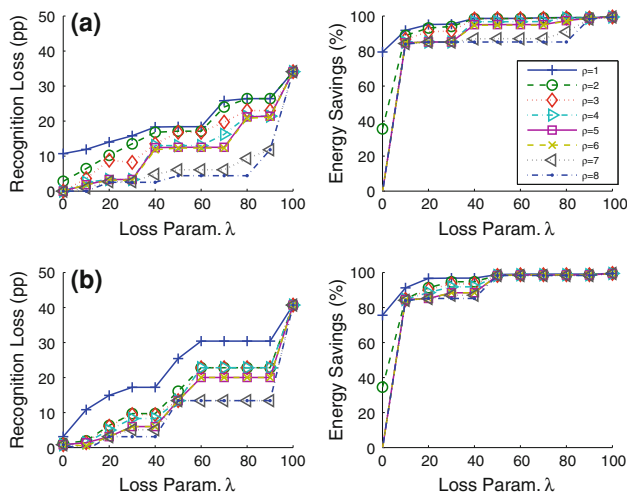 (a)
Recognition Loss (pp)
50
40
30
20
10
0
0 20 40 60 80 100
Loss Param. λ
Energy Savings (%)
100
80
60
40
20
0
0 20 40 60 80 100
Loss Param. λ
ρ=1
ρ=2
ρ=3
ρ=4
ρ=5
ρ=6
ρ=7
ρ=8
(b)
Recognition Loss (pp)
50
40
30
20
10
0
0 20 40 60 80 100
Loss Param. λ
Energy Savings (%)
100
80
60
40
20
0
0 20 40 60 80 100
Loss Param. λ